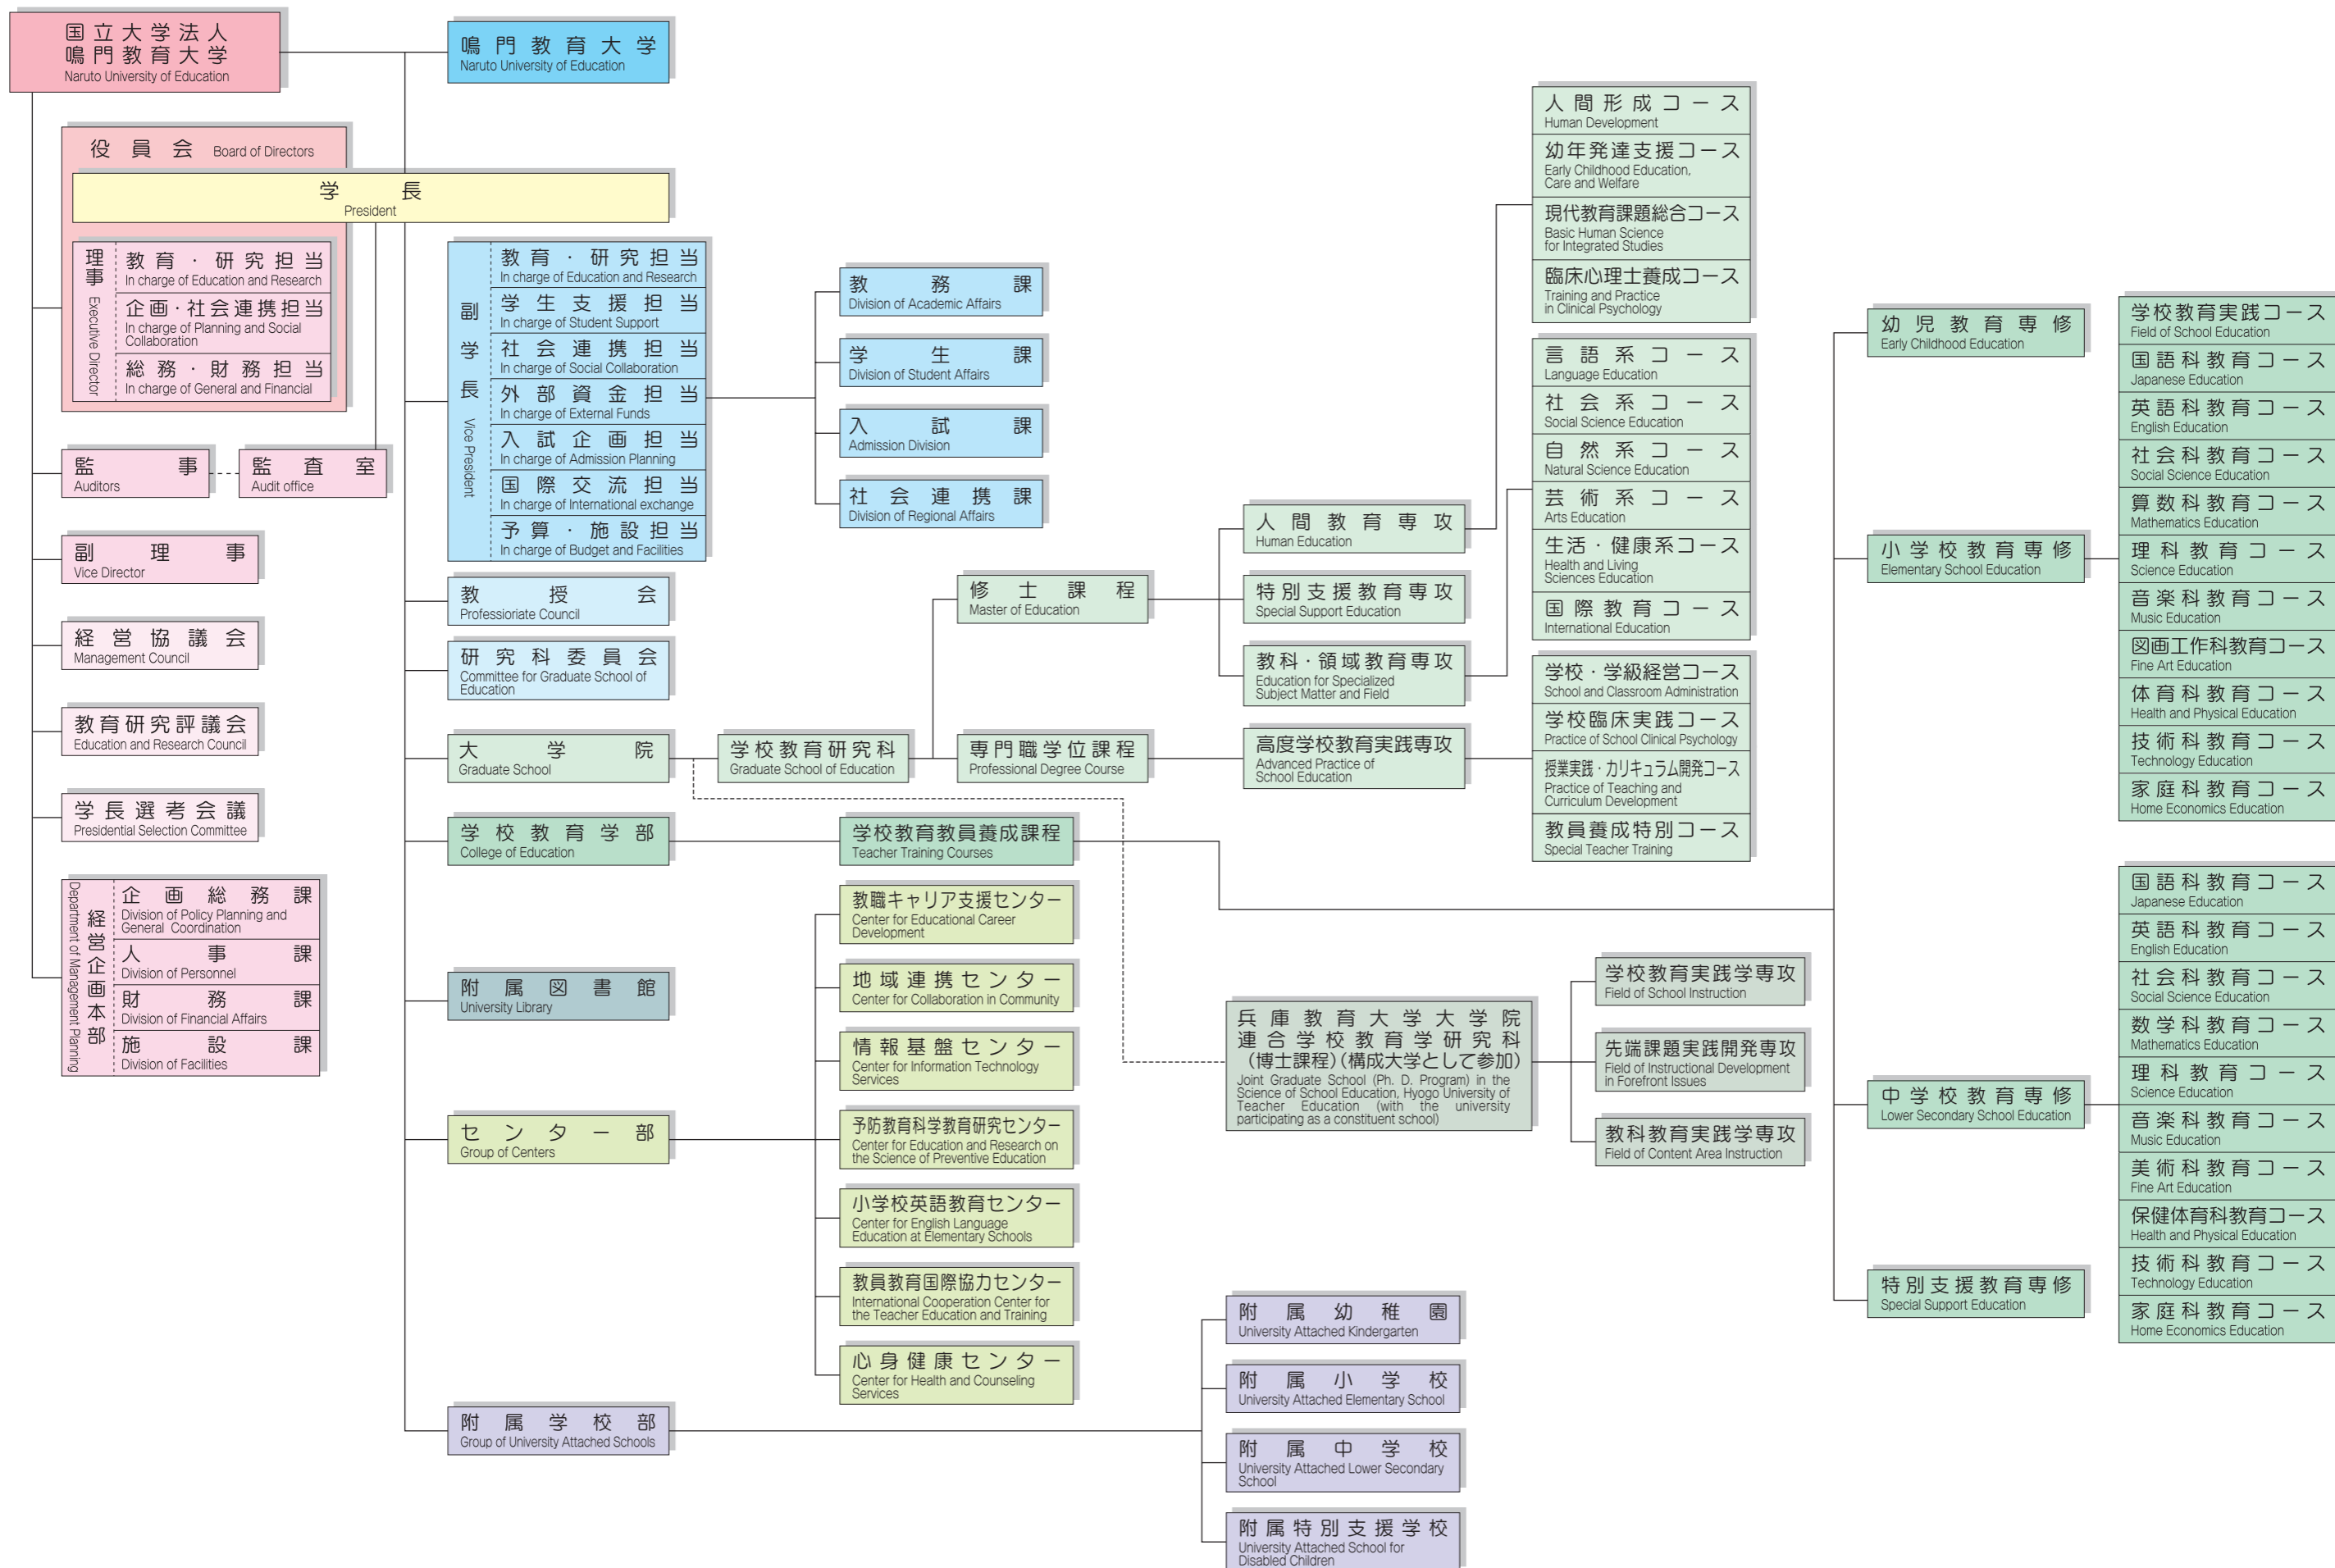 国立大学法人
鳴門教育大学
Naruto University of Education
鳴門教育大学
Naruto University of Education
役員会 Board of Directors
学長
President
理事 Executive Director
教育・研究担当
In charge of Education and Research
企画・社会連携担当
In charge of Planning and Social
Collaboration
総務・財務担当
In charge of General and Financial
監事
Auditors
監査室
Audit office
副理事
Vice Director
経営協議会
Management Council
教育研究評議会
Education and Research Council
学長選考会議
Presidential Selection Committee
経営企画本部
Department of Management Planning
企画総務課
Division of Policy Planning and
General Coordination
人事課
Division of Personnel
財務課
Division of Financial Affairs
施設課
Division of Facilities
副学長 Vice President
教育・研究担当
In charge of Education and Research
学生支援担当
In charge of Student Support
社会連携担当
In charge of Social Collaboration
外部資金担当
In charge of External Funds
入試企画担当
In charge of Admission Planning
国際交流担当
In charge of International exchange
予算・施設担当
In charge of Budget and Facilities
教務課
Division of Academic Affairs
学生課
Division of Student Affairs
入試課
Admission Division
社会連携課
Division of Regional Affairs
教授会
Professioriate Council
研究科委員会
Committee for Graduate School of
Education
大学院
Graduate School
学校教育研究科
Graduate School of Education
修士課程
Master of Education
専門職学位課程
Professional Degree Course
人間教育専攻
Human Education
特別支援教育専攻
Special Support Education
教科・領域教育専攻
Education for Specialized
Subject Matter and Field
高度学校教育実践専攻
Advanced Practice of
School Education
人間形成コース
Human Development
幼年発達支援コース
Early Childhood Education,
Care and Welfare
現代教育課題総合コース
Basic Human Science
for Integrated Studies
臨床心理士養成コース
Training and Practice
in Clinical Psychology
言語系コース
Language Education
社会系コース
Social Science Education
自然系コース
Natural Science Education
芸術系コース
Arts Education
生活・健康系コース
Health and Living
Sciences Education
国際教育コース
International Education
学校・学級経営コース
School and Classroom Administration
学校臨床実践コース
Practice of School Clinical Psychology
授業実践・カリキュラム開発コース
Practice of Teaching and
Curriculum Development
教員養成特別コース
Special Teacher Training
学校教育学部
College of Education
学校教育教員養成課程
Teacher Training Courses
幼児教育専修
Early Childhood Education
小学校教育専修
Elementary School Education
中学校教育専修
Lower Secondary School Education
特別支援教育専修
Special Support Education
学校教育実践コース
Field of School Education
国語科教育コース
Japanese Education
英語科教育コース
English Education
社会科教育コース
Social Science Education
算数科教育コース
Mathematics Education
理科教育コース
Science Education
音楽科教育コース
Music Education
図画工作科教育コース
Fine Art Education
体育科教育コース
Health and Physical Education
技術科教育コース
Technology Education
家庭科教育コース
Home Economics Education
国語科教育コース
Japanese Education
英語科教育コース
English Education
社会科教育コース
Social Science Education
数学科教育コース
Mathematics Education
理科教育コース
Science Education
音楽科教育コース
Music Education
美術科教育コース
Fine Art Education
保健体育科教育コース
Health and Physical Education
技術科教育コース
Technology Education
家庭科教育コース
Home Economics Education
附属図書館
University Library
センター部
Group of Centers
教職キャリア支援センター
Center for Educational Career
Development
地域連携センター
Center for Collaboration in Community
情報基盤センター
Center for Information Technology
Services
予防教育科学教育研究センター
Center for Education and Research on
the Science of Preventive Education
小学校英語教育センター
Center for English Language
Education at Elementary Schools
教員教育国際協力センター
International Cooperation Center for
the Teacher Education and Training
心身健康センター
Center for Health and Counseling
Services
兵庫教育大学大学院
連合学校教育学研究科
（博士課程）（構成大学として参加）
Joint Graduate School (Ph. D. Program) in the
Science of School Education, Hyogo University of
Teacher Education (with the university
participating as a constituent school)
学校教育実践学専攻
Field of School Instruction
先端課題実践開発専攻
Field of Instructional Development
in Forefront Issues
教科教育実践学専攻
Field of Content Area Instruction
附属学校部
Group of University Attached Schools
附属幼稚園
University Attached Kindergarten
附属小学校
University Attached Elementary School
附属中学校
University Attached Lower Secondary
School
附属特別支援学校
University Attached School for
Disabled Children